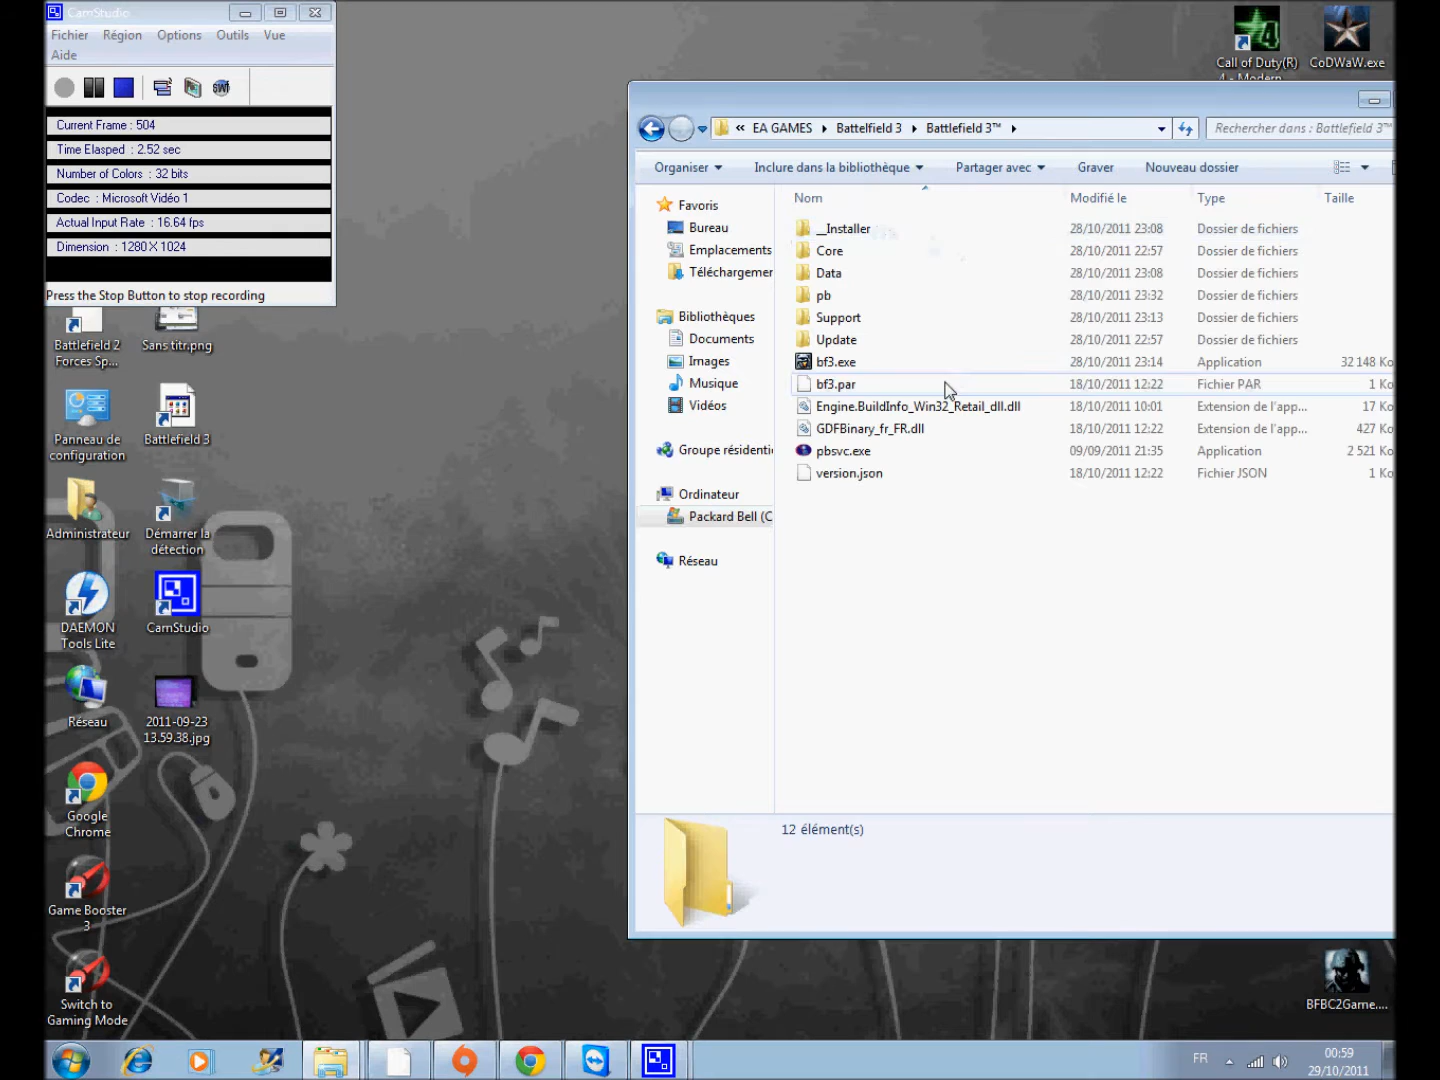 CamStudio
Fichier Région Options Outils Vue
Aide
Current Frame : 504
Time Elasped : 2.52 sec
Number of Colors : 32 bits
Codec : Microsoft Vidéo 1
Actual Input Rate : 16.64 fps
Dimension : 1280 X 1024
Press the Stop Button to stop recording
Call of Duty(R)
4 - Modern
CoDWaW.exe
« EA GAMES Battelfield 3 Battlefield 3™
Rechercher dans : Battlefield 3™
Organiser Inclure dans la bibliothèque Partager avec Graver Nouveau dossier
Nom Modifié le Type Taille
__Installer 28/10/2011 23:08 Dossier de fichiers
Core 28/10/2011 22:57 Dossier de fichiers
Data 28/10/2011 23:08 Dossier de fichiers
pb 28/10/2011 23:32 Dossier de fichiers
Support 28/10/2011 23:13 Dossier de fichiers
Update 28/10/2011 22:57 Dossier de fichiers
bf3.exe 28/10/2011 23:14 Application 32 148 Ko
bf3.par 18/10/2011 12:22 Fichier PAR 1 Ko
Engine.BuildInfo_Win32_Retail_dll.dll 18/10/2011 10:01 Extension de l'app... 17 Ko
GDFBinary_fr_FR.dll 18/10/2011 12:22 Extension de l'app... 427 Ko
pbsvc.exe 09/09/2011 21:35 Application 2 521 Ko
version.json 18/10/2011 12:22 Fichier JSON 1 Ko
Favoris
Bureau
Emplacements
Téléchargemer
Bibliothèques
Documents
Images
Musique
Vidéos
Groupe résidenti
Ordinateur
Packard Bell (C
Réseau
12 élément(s)
Battlefield 2
Forces Sp...
Sans titr.png
Panneau de
configuration
Battlefield 3
Administrateur
Démarrer la
détection
DAEMON
Tools Lite
CamStudio
Réseau
2011-09-23
13.59.38.jpg
Google
Chrome
Game Booster
3
Switch to
Gaming Mode
BFBC2Game....
FR
00:59
29/10/2011